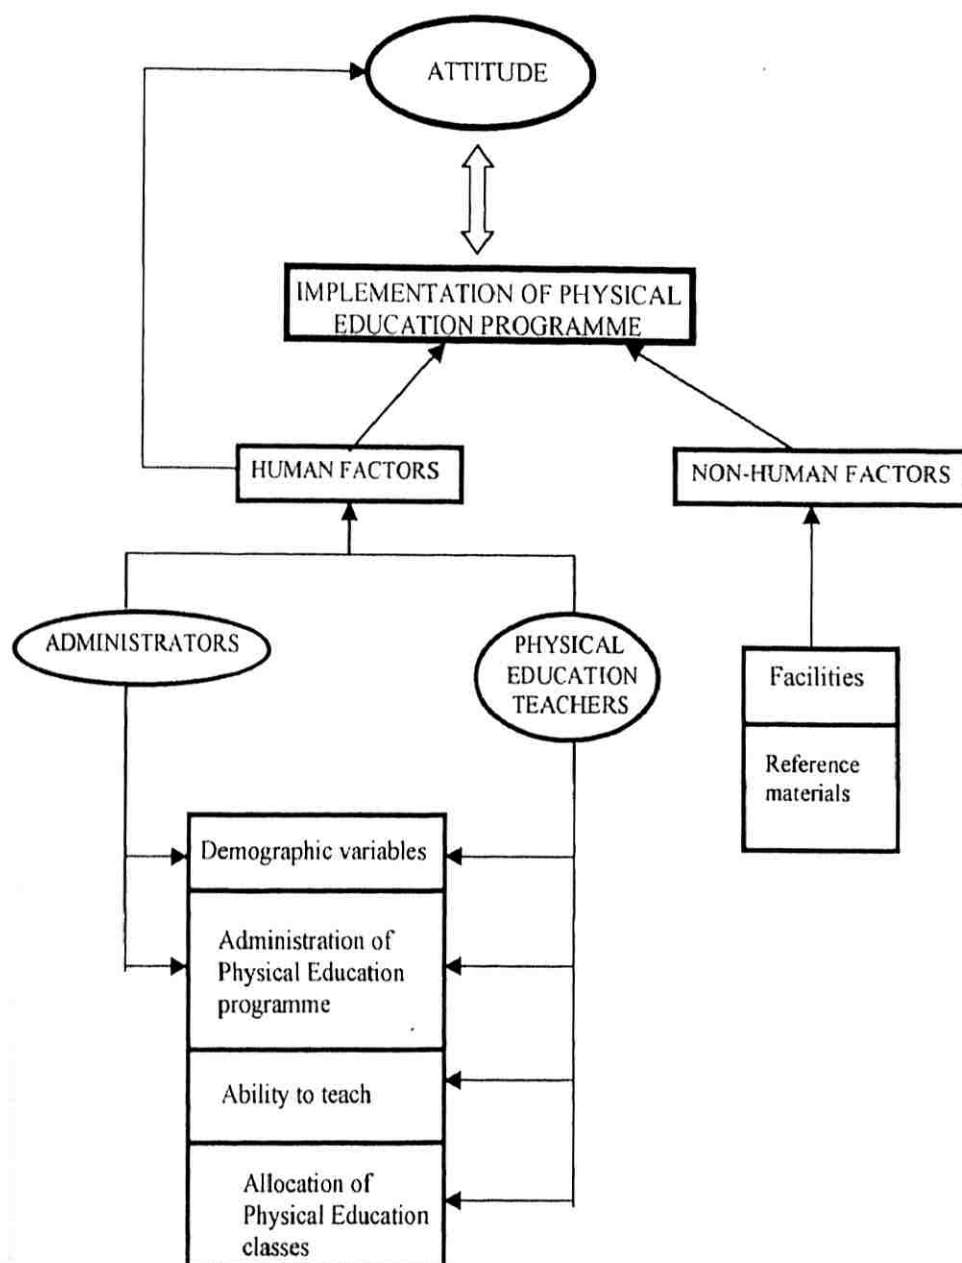 ATTITUDE
IMPLEMENTATION OF PHYSICAL
EDUCATION PROGRAMME
HUMAN FACTORS
NON-HUMAN FACTORS
ADMINISTRATORS
PHYSICAL
EDUCATION
TEACHERS
Facilities
Reference
materials
Demographic variables
Administration of
Physical Education
programme
Ability to teach
Allocation of
Physical Education
classes